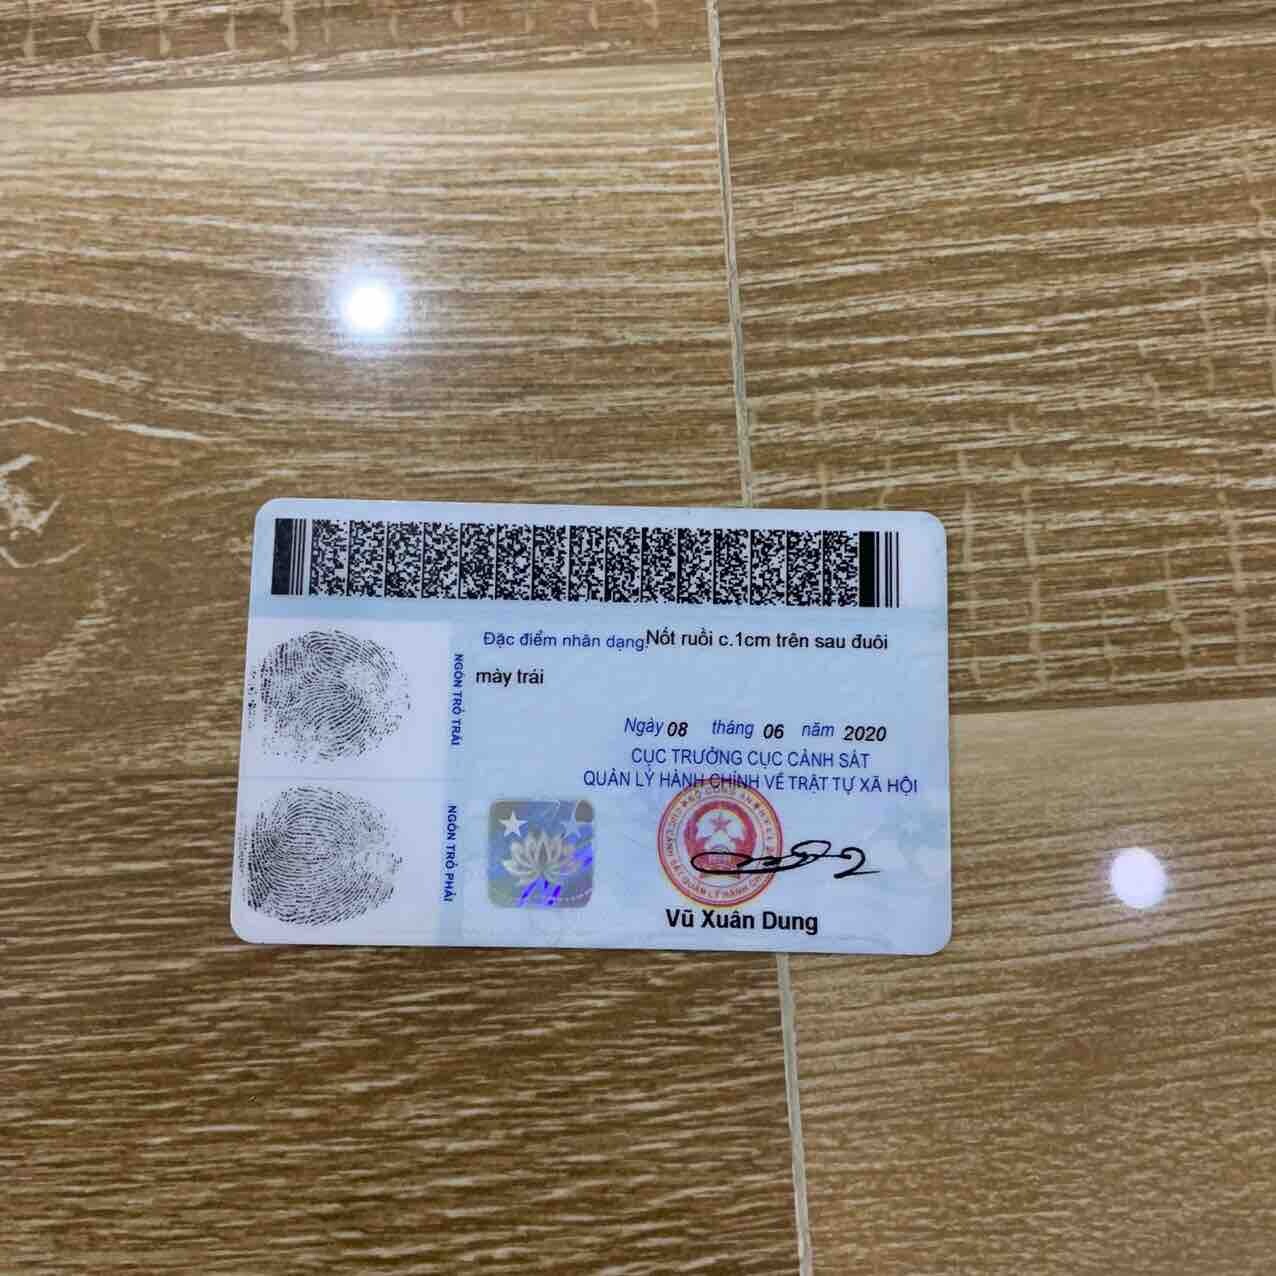 Đặc điểm nhân dạng: Nốt ruồi c.1cm trên sau đuôi
mày trái
NGÓN TRỎ TRÁI
Ngày 08 tháng 06 năm 2020
CỤC TRƯỞNG CỤC CẢNH SÁT
QUẢN LÝ HÀNH CHÍNH VỀ TRẬT TỰ XÃ HỘI
NGÓN TRỎ PHẢI
Vũ Xuân Dung